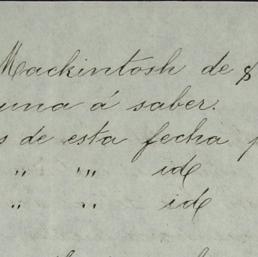 Mackintosh de &
una á saber.
s de esta fecha p
" " id
" " id